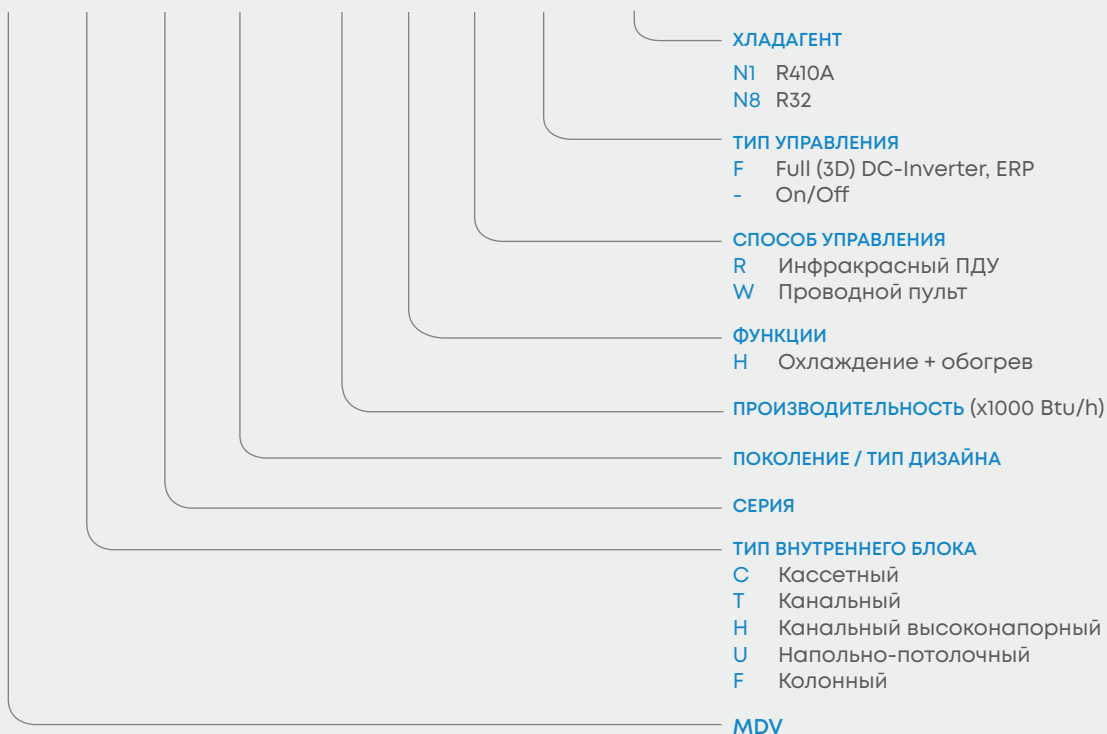 ХЛАДАГЕНТ
N1 R410A
N8 R32
ТИП УПРАВЛЕНИЯ
F Full (3D) DC-Inverter, ERP
- On/Off
СПОСОБ УПРАВЛЕНИЯ
R Инфракрасный ПДУ
W Проводной пульт
ФУНКЦИИ
H Охлаждение + обогрев
ПРОИЗВОДИТЕЛЬНОСТЬ (x1000 Btu/h)
ПОКОЛЕНИЕ / ТИП ДИЗАЙНА
СЕРИЯ
ТИП ВНУТРЕННЕГО БЛОКА
C Кассетный
T Канальный
H Канальный высоконапорный
U Напольно-потолочный
F Колонный
MDV